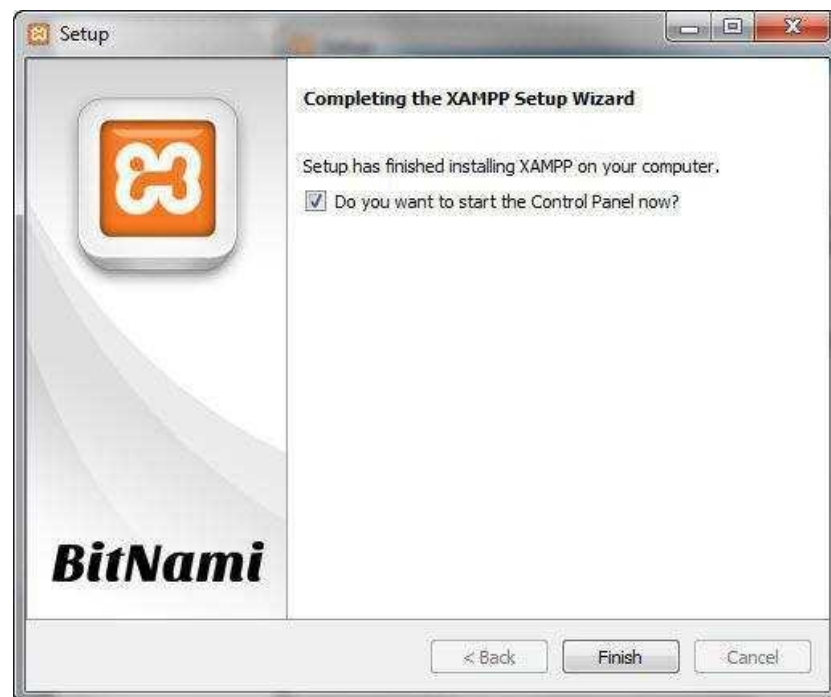 Setup
Completing the XAMPP Setup Wizard
Setup has finished installing XAMPP on your computer.
Do you want to start the Control Panel now?
BitNami
< Back
Finish
Cancel